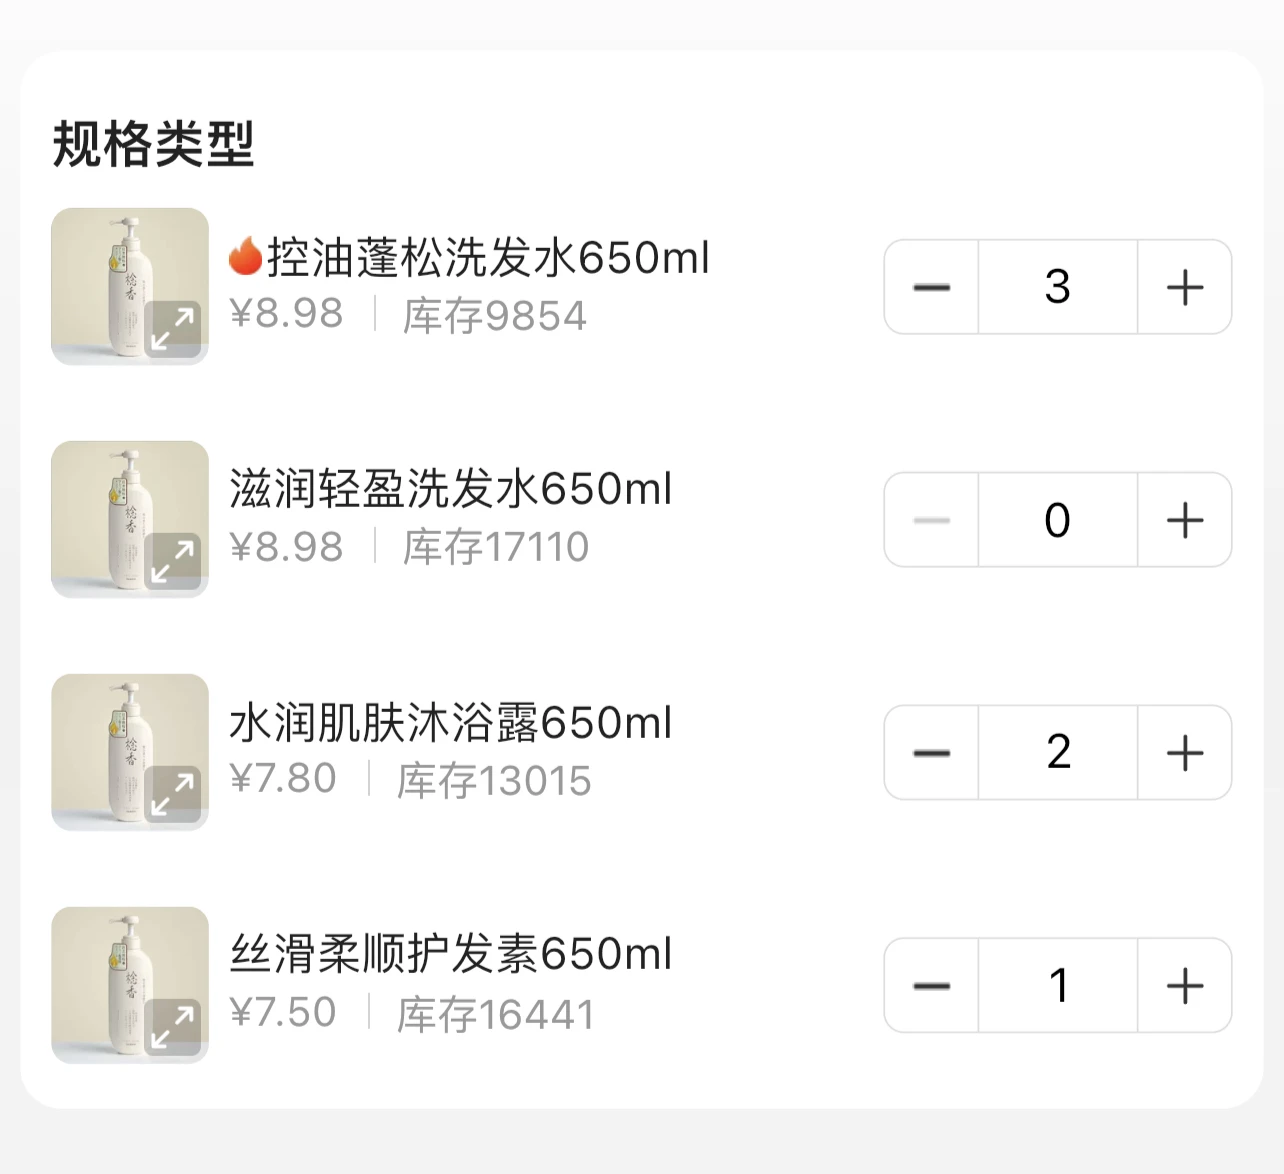 规格类型
🔥控油蓬松洗发水650ml
¥8.98 | 库存9854
3
滋润轻盈洗发水650ml
¥8.98 | 库存17110
0
水润肌肤沐浴露650ml
¥7.80 | 库存13015
2
丝滑柔顺护发素650ml
¥7.50 | 库存16441
1